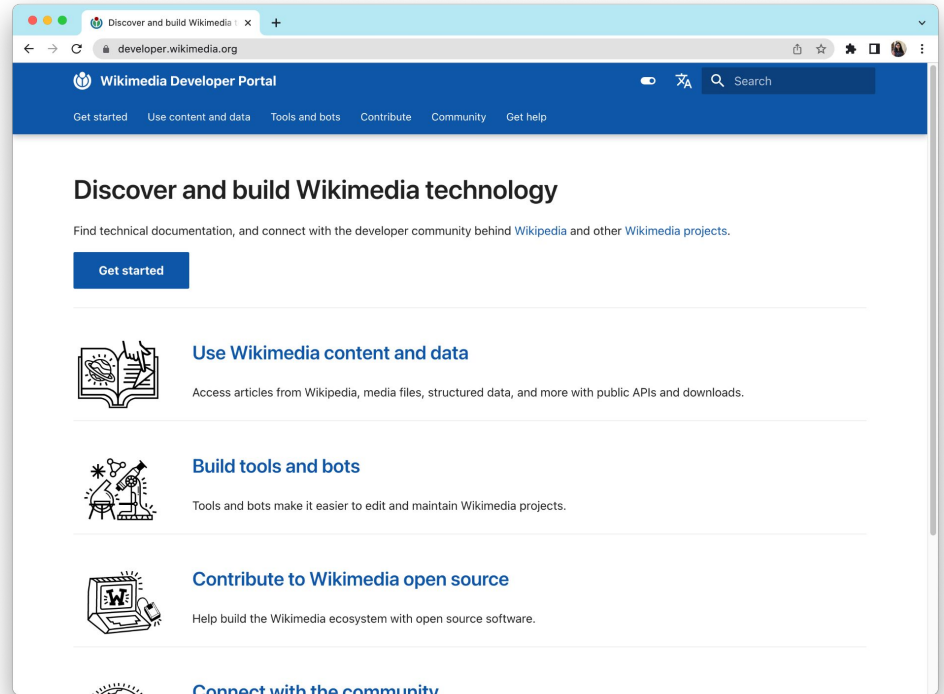 Discover and build Wikimedia t
developer.wikimedia.org
Wikimedia Developer Portal
Search
Get started Use content and data Tools and bots Contribute Community Get help
Discover and build Wikimedia technology
Find technical documentation, and connect with the developer community behind Wikipedia and other Wikimedia projects.
Get started
Use Wikimedia content and data
Access articles from Wikipedia, media files, structured data, and more with public APIs and downloads.
Build tools and bots
Tools and bots make it easier to edit and maintain Wikimedia projects.
W
Contribute to Wikimedia open source
Help build the Wikimedia ecosystem with open source software.
Connect with the community